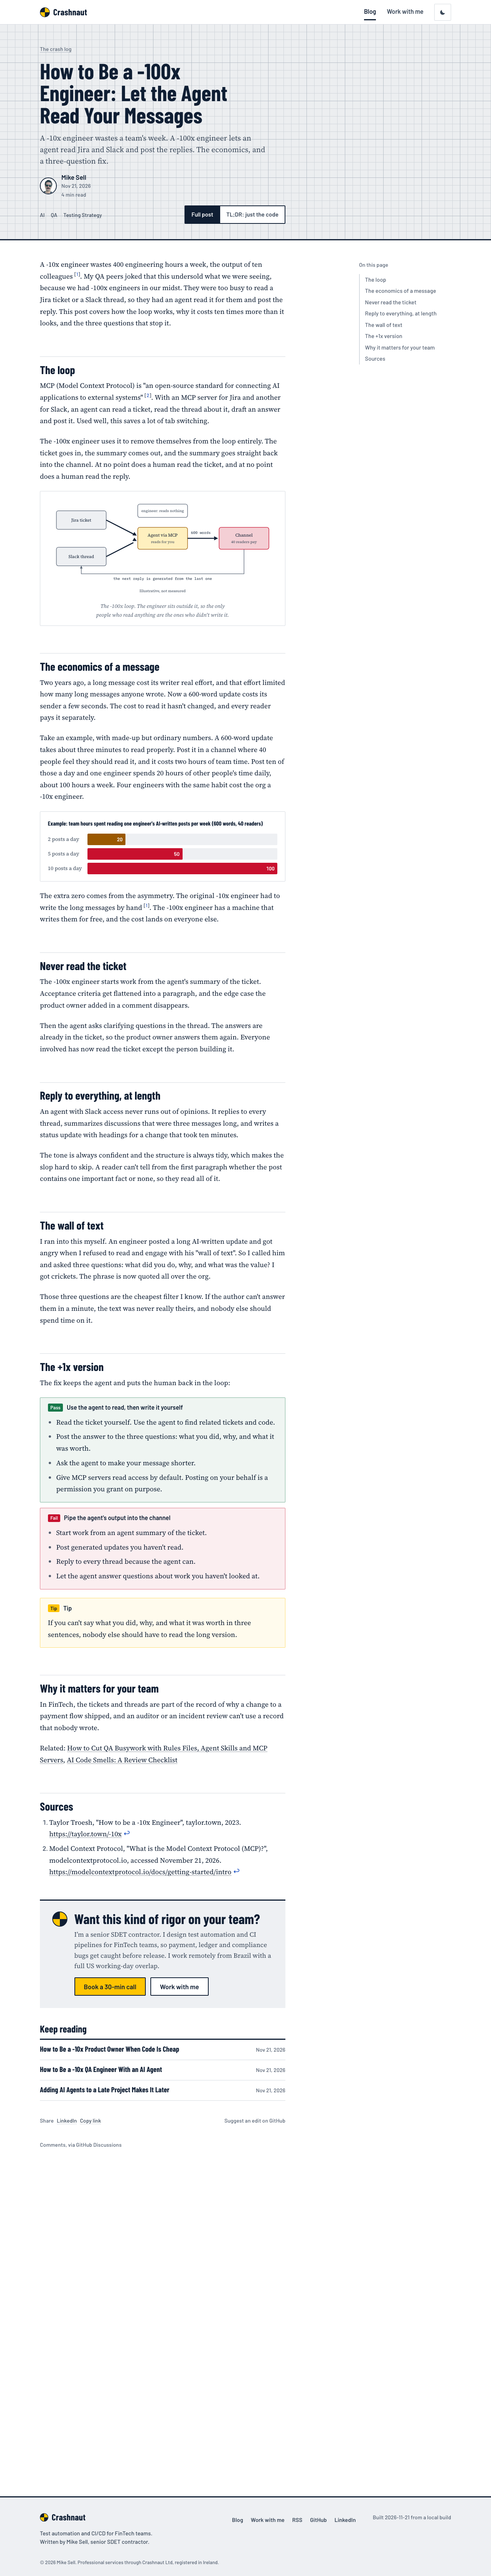 Crashnaut
Blog
Work with me
The crash log
How to Be a -100x
Engineer: Let the Agent
Read Your Messages
A -10x engineer wastes a team's week. A -100x engineer lets an
agent read Jira and Slack and post the replies. The economics, and
a three-question fix.
Mike Sell
Nov 21, 2026
4 min read
AI QA Testing Strategy
Full post
TL;DR: just the code
A -10x engineer wastes 400 engineering hours a week, the output of ten
colleagues [1]. My QA peers joked that this undersold what we were seeing,
because we had -100x engineers in our midst. They were too busy to read a
Jira ticket or a Slack thread, so they had an agent read it for them and post the
reply. This post covers how the loop works, why it costs ten times more than it
looks, and the three questions that stop it.
On this page
The loop
The economics of a message
Never read the ticket
Reply to everything, at length
The wall of text
The +1x version
Why it matters for your team
Sources
The loop
MCP (Model Context Protocol) is "an open-source standard for connecting AI
applications to external systems" [2]. With an MCP server for Jira and another
for Slack, an agent can read a ticket, read the thread about it, draft an answer
and post it. Used well, this saves a lot of tab switching.
The -100x engineer uses it to remove themselves from the loop entirely. The
ticket goes in, the summary comes out, and the summary goes straight back
into the channel. At no point does a human read the ticket, and at no point
does a human read the reply.
engineer: reads nothing
Jira ticket
Slack thread
Agent via MCP
reads for you
600 words
Channel
40 readers pay
the next reply is generated from the last one
Illustrative, not measured
The -100x loop. The engineer sits outside it, so the only
people who read anything are the ones who didn't write it.
The economics of a message
Two years ago, a long message cost its writer real effort, and that effort limited
how many long messages anyone wrote. Now a 600-word update costs its
sender a few seconds. The cost to read it hasn't changed, and every reader
pays it separately.
Take an example, with made-up but ordinary numbers. A 600-word update
takes about three minutes to read properly. Post it in a channel where 40
people feel they should read it, and it costs two hours of team time. Post ten of
those a day and one engineer spends 20 hours of other people's time daily,
about 100 hours a week. Four engineers with the same habit cost the org a
-10x engineer.
Example: team hours spent reading one engineer's AI-written posts per week (600 words, 40 readers)
2 posts a day
20
5 posts a day
50
10 posts a day
100
The extra zero comes from the asymmetry. The original -10x engineer had to
write the long messages by hand [1]. The -100x engineer has a machine that
writes them for free, and the cost lands on everyone else.
Never read the ticket
The -100x engineer starts work from the agent's summary of the ticket.
Acceptance criteria get flattened into a paragraph, and the edge case the
product owner added in a comment disappears.
Then the agent asks clarifying questions in the thread. The answers are
already in the ticket, so the product owner answers them again. Everyone
involved has now read the ticket except the person building it.
Reply to everything, at length
An agent with Slack access never runs out of opinions. It replies to every
thread, summarizes discussions that were three messages long, and writes a
status update with headings for a change that took ten minutes.
The tone is always confident and the structure is always tidy, which makes the
slop hard to skip. A reader can't tell from the first paragraph whether the post
contains one important fact or none, so they read all of it.
The wall of text
I ran into this myself. An engineer posted a long AI-written update and got
angry when I refused to read and engage with his "wall of text". So I called him
and asked three questions: what did you do, why, and what was the value? I
got crickets. The phrase is now quoted all over the org.
Those three questions are the cheapest filter I know. If the author can't answer
them in a minute, the text was never really theirs, and nobody else should
spend time on it.
The +1x version
The fix keeps the agent and puts the human back in the loop:
Pass Use the agent to read, then write it yourself
Read the ticket yourself. Use the agent to find related tickets and code.
Post the answer to the three questions: what you did, why, and what it
was worth.
Ask the agent to make your message shorter.
Give MCP servers read access by default. Posting on your behalf is a
permission you grant on purpose.
Fail Pipe the agent's output into the channel
Start work from an agent summary of the ticket.
Post generated updates you haven't read.
Reply to every thread because the agent can.
Let the agent answer questions about work you haven't looked at.
Tip Tip
If you can't say what you did, why, and what it was worth in three
sentences, nobody else should have to read the long version.
Why it matters for your team
In FinTech, the tickets and threads are part of the record of why a change to a
payment flow shipped, and an auditor or an incident review can't use a record
that nobody wrote.
Related: How to Cut QA Busywork with Rules Files, Agent Skills and MCP
Servers, AI Code Smells: A Review Checklist
Sources
1. Taylor Troesh, "How to be a -10x Engineer", taylor.town, 2023.
https://taylor.town/-10x ↩
2. Model Context Protocol, "What is the Model Context Protocol (MCP)?",
modelcontextprotocol.io, accessed November 21, 2026.
https://modelcontextprotocol.io/docs/getting-started/intro ↩
Want this kind of rigor on your team?
I'm a senior SDET contractor. I design test automation and CI
pipelines for FinTech teams, so payment, ledger and compliance
bugs get caught before release. I work remotely from Brazil with a
full US working-day overlap.
Book a 30-min call
Work with me
Keep reading
How to Be a -10x Product Owner When Code Is Cheap
Nov 21, 2026
How to Be a -10x QA Engineer With an AI Agent
Nov 21, 2026
Adding AI Agents to a Late Project Makes It Later
Nov 21, 2026
Share LinkedIn Copy link
Suggest an edit on GitHub
Comments, via GitHub Discussions
Crashnaut
Blog Work with me RSS GitHub LinkedIn
Built 2026-11-21 from a local build
Test automation and CI/CD for FinTech teams.
Written by Mike Sell, senior SDET contractor.
© 2026 Mike Sell. Professional services through Crashnaut Ltd, registered in Ireland.